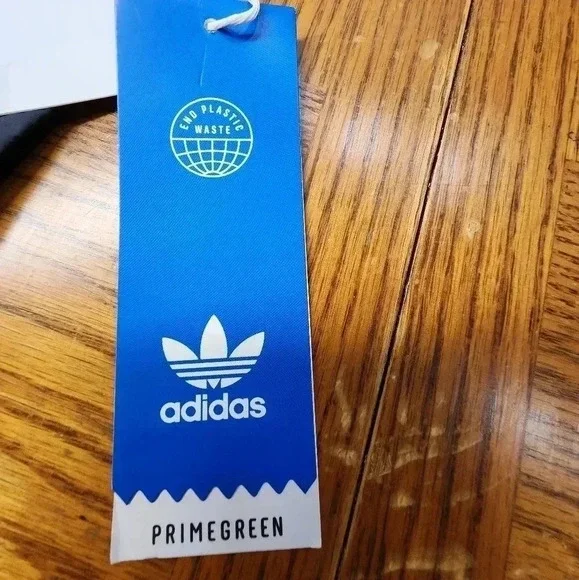 END PLASTIC
WASTE
adidas
PRIMEGREEN